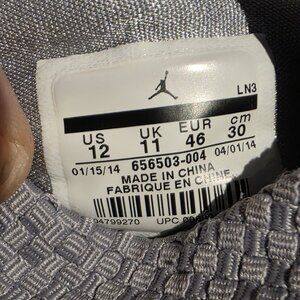 LN3
US UK EUR cm
12 11 46 30
656503-004
01/15/14 04/01/14
MADE IN CHINA
FABRIQUE EN CHINE
UPC